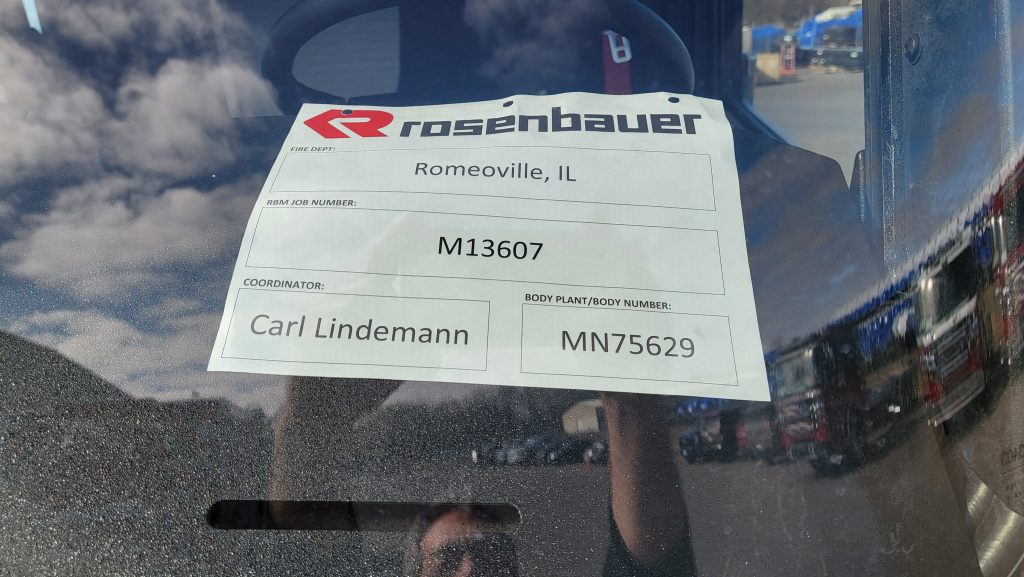 rosenbauer
FIRE DEPT:
Romeoville, IL
RBM JOB NUMBER:
M13607
COORDINATOR:
Carl Lindemann
BODY PLANT/BODY NUMBER:
MN75629